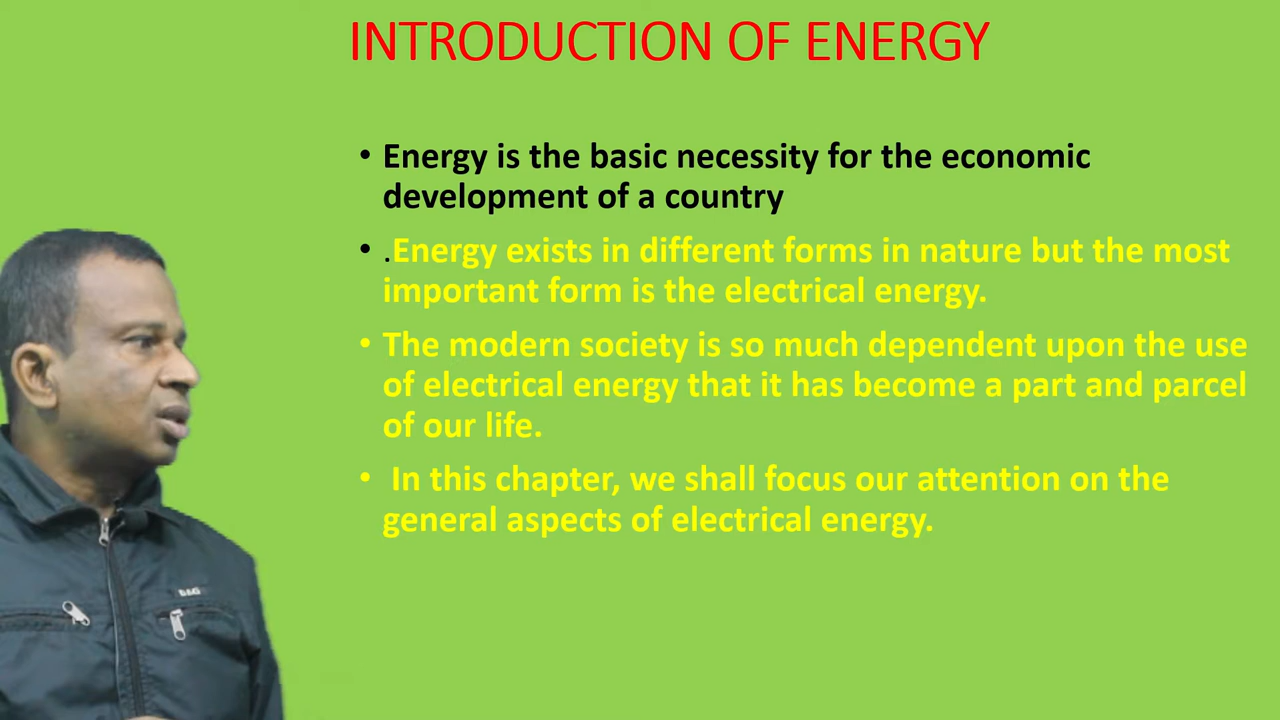 INTRODUCTION OF ENERGY
• Energy is the basic necessity for the economic
development of a country
• .Energy exists in different forms in nature but the most
important form is the electrical energy.
• The modern society is so much dependent upon the use
of electrical energy that it has become a part and parcel
of our life.
• In this chapter, we shall focus our attention on the
general aspects of electrical energy.
D&G